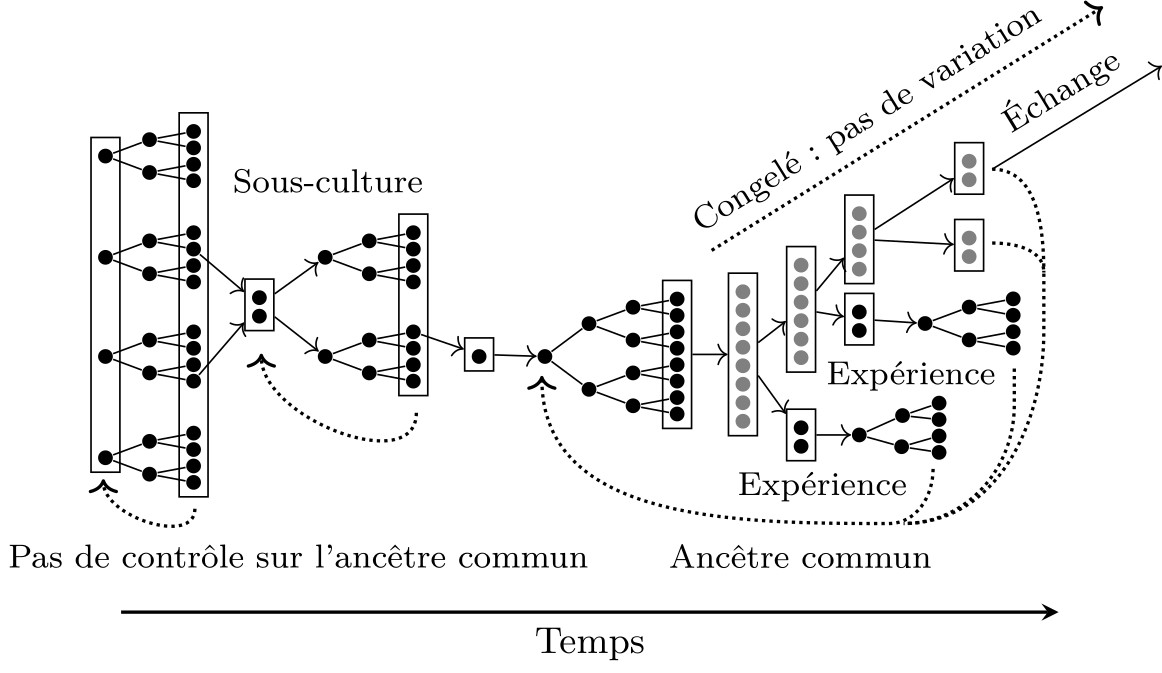 Congelé : pas de variation
Échange
Sous-culture
Expérience
Expérience
Pas de contrôle sur l'ancêtre commun
Ancêtre commun
Temps